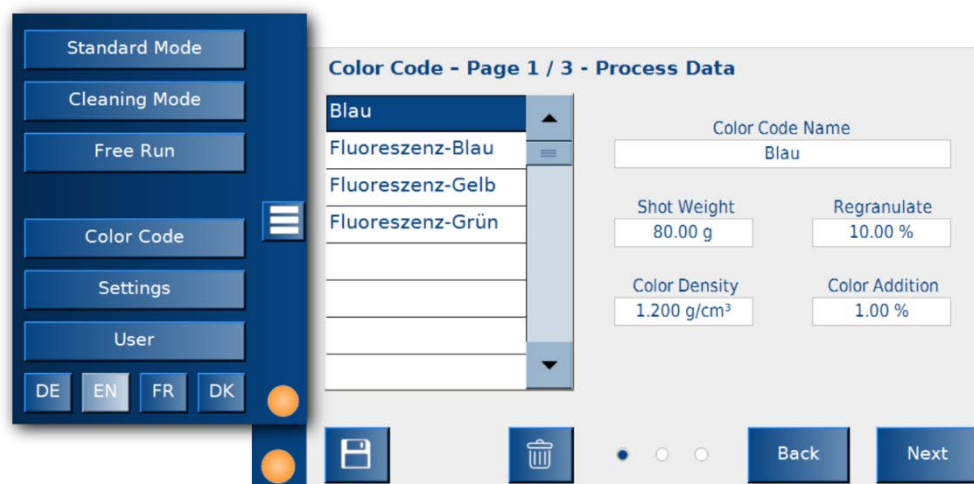 Standard Mode
Cleaning Mode
Free Run
Color Code
Settings
User
DE EN FR DK
Color Code – Page 1 / 3 - Process Data
Blau
Fluoreszenz-Blau
Fluoreszenz-Gelb
Fluoreszenz-Grün
Color Code Name
Blau
Shot Weight Regranulate
80.00 g 10.00 %
Color Density Color Addition
1.200 g/cm³ 1.00 %
Back Next